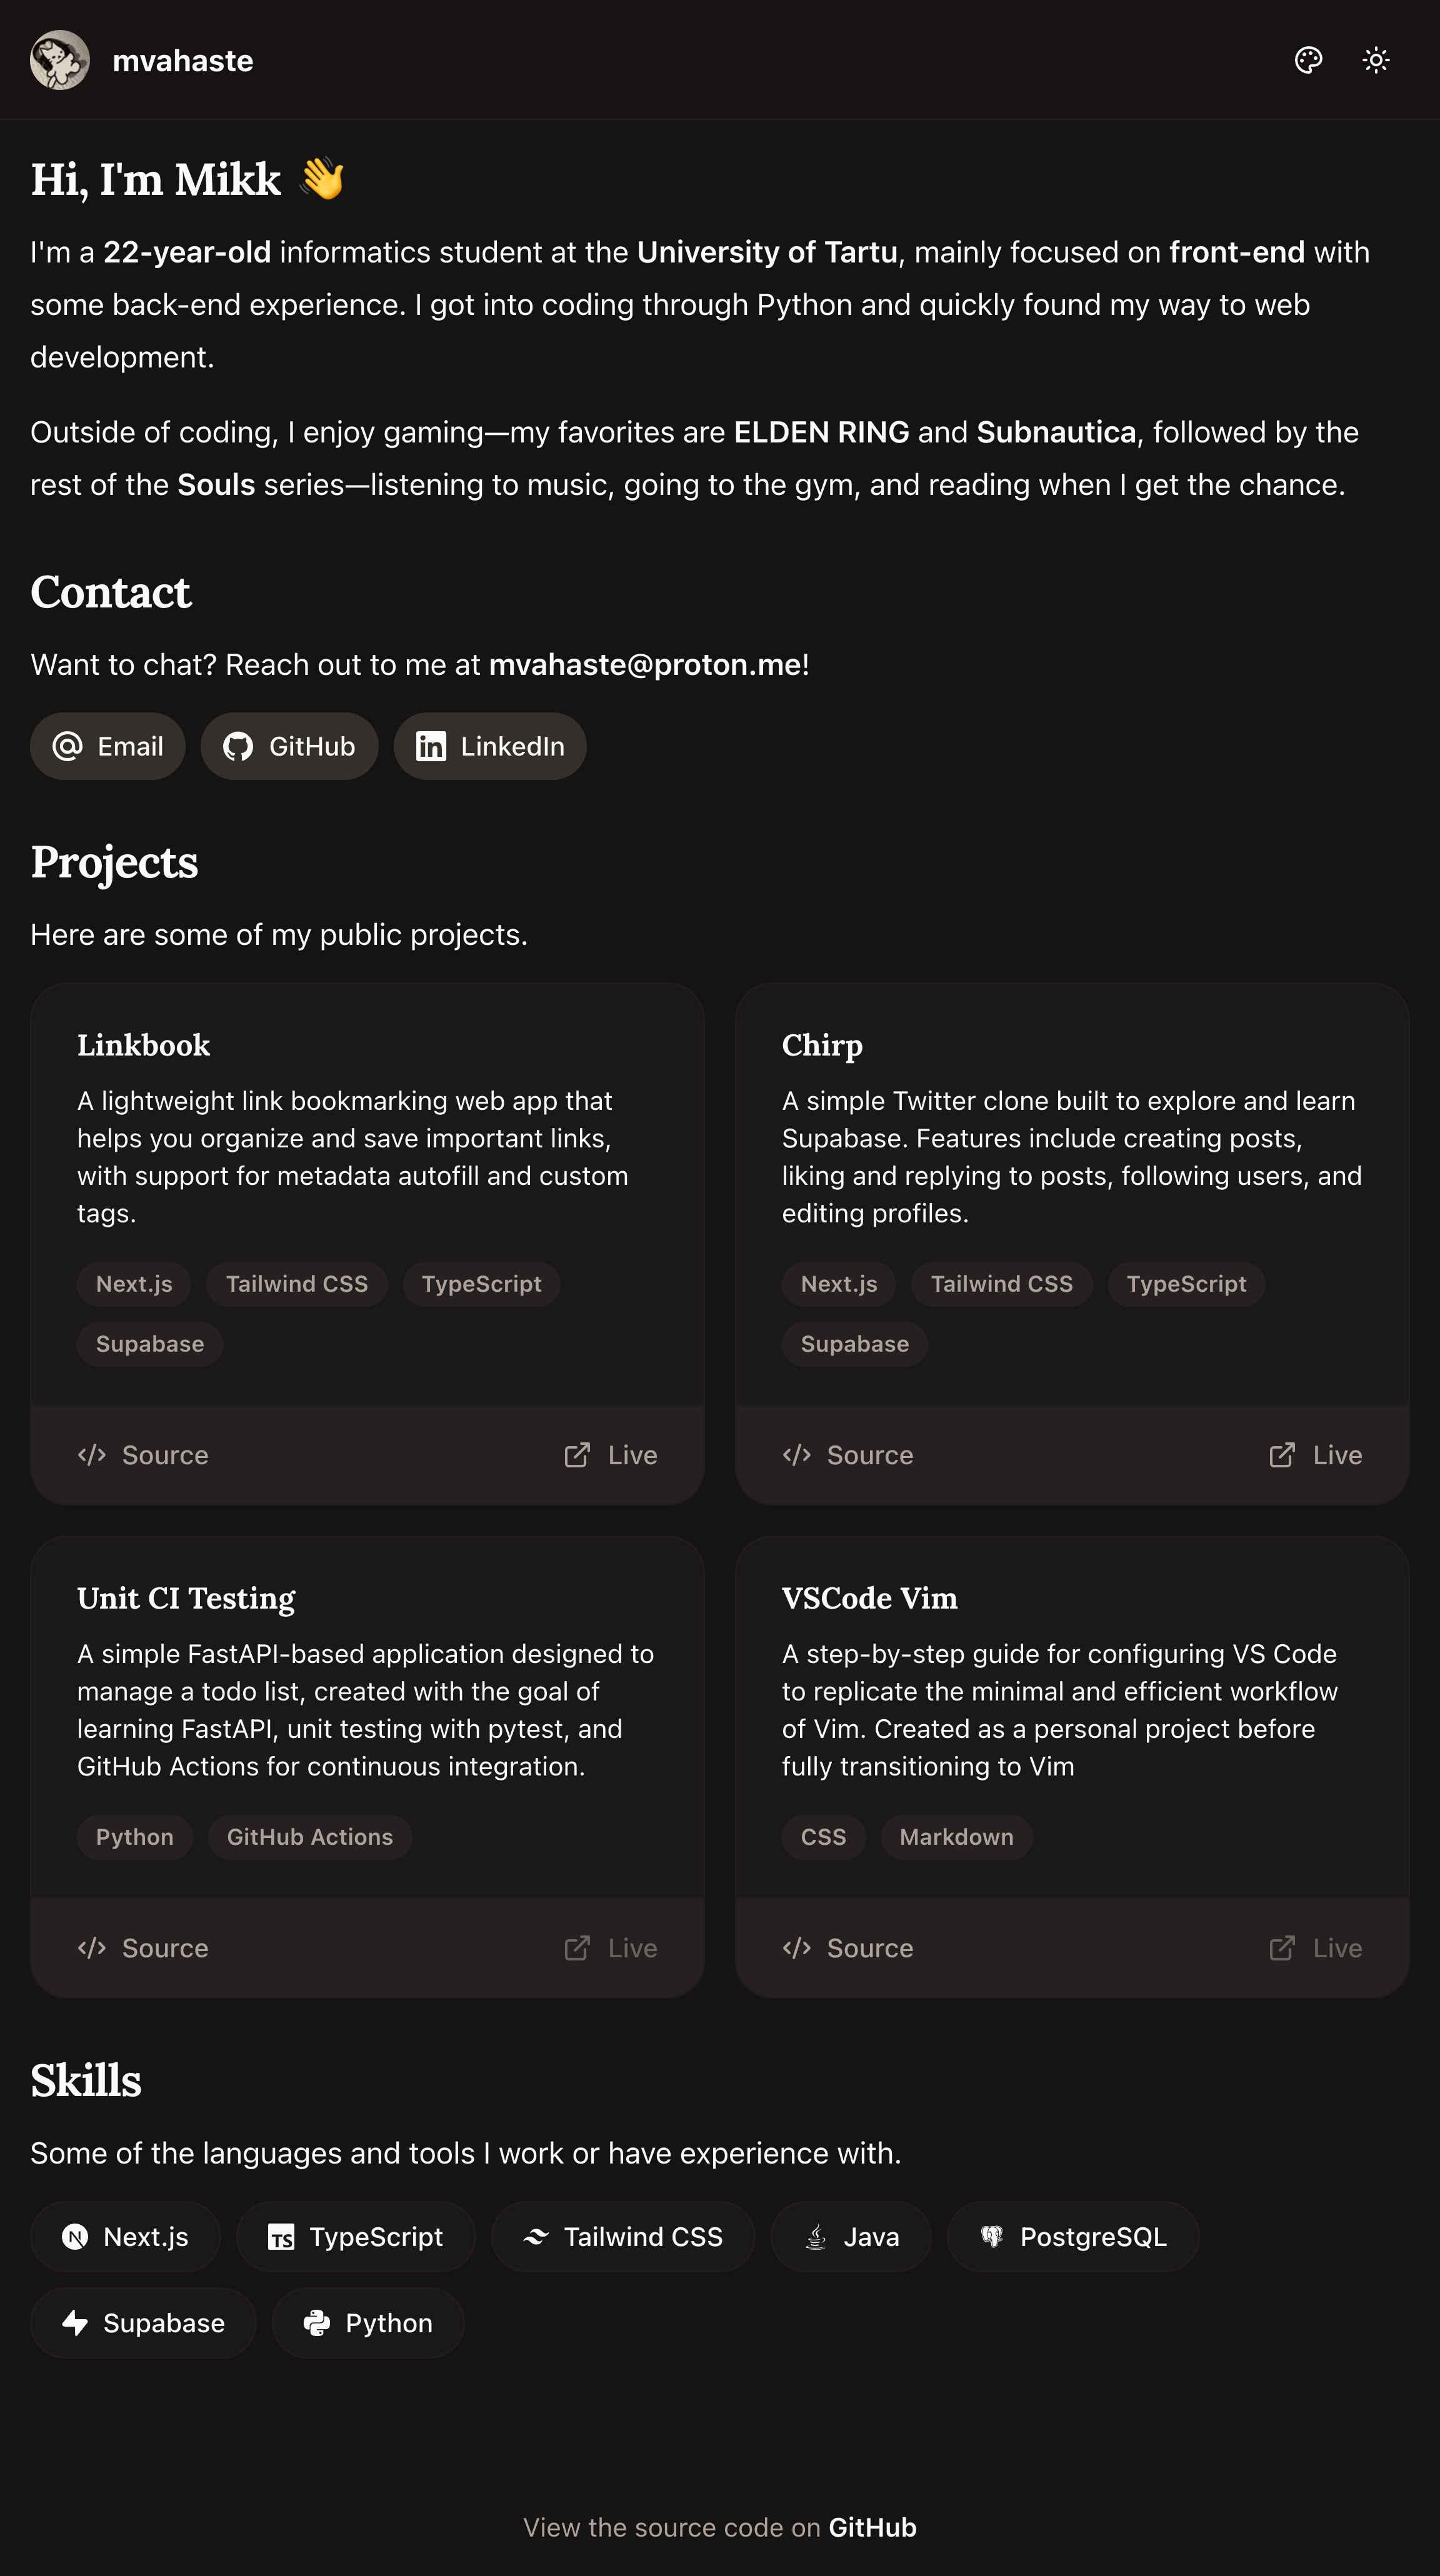 mvahaste
Hi, I'm Mikk 👋
I'm a 22-year-old informatics student at the University of Tartu, mainly focused on front-end with
some back-end experience. I got into coding through Python and quickly found my way to web
development.
Outside of coding, I enjoy gaming—my favorites are ELDEN RING and Subnautica, followed by the
rest of the Souls series—listening to music, going to the gym, and reading when I get the chance.
Contact
Want to chat? Reach out to me at mvahaste@proton.me!
Email GitHub LinkedIn
Projects
Here are some of my public projects.
Linkbook
A lightweight link bookmarking web app that
helps you organize and save important links,
with support for metadata autofill and custom
tags.
Next.js Tailwind CSS TypeScript
Supabase
Source Live
Chirp
A simple Twitter clone built to explore and learn
Supabase. Features include creating posts,
liking and replying to posts, following users, and
editing profiles.
Next.js Tailwind CSS TypeScript
Supabase
Source Live
Unit CI Testing
A simple FastAPI-based application designed to
manage a todo list, created with the goal of
learning FastAPI, unit testing with pytest, and
GitHub Actions for continuous integration.
Python GitHub Actions
Source Live
VSCode Vim
A step-by-step guide for configuring VS Code
to replicate the minimal and efficient workflow
of Vim. Created as a personal project before
fully transitioning to Vim
CSS Markdown
Source Live
Skills
Some of the languages and tools I work or have experience with.
Next.js TypeScript Tailwind CSS Java PostgreSQL
Supabase Python
View the source code on GitHub